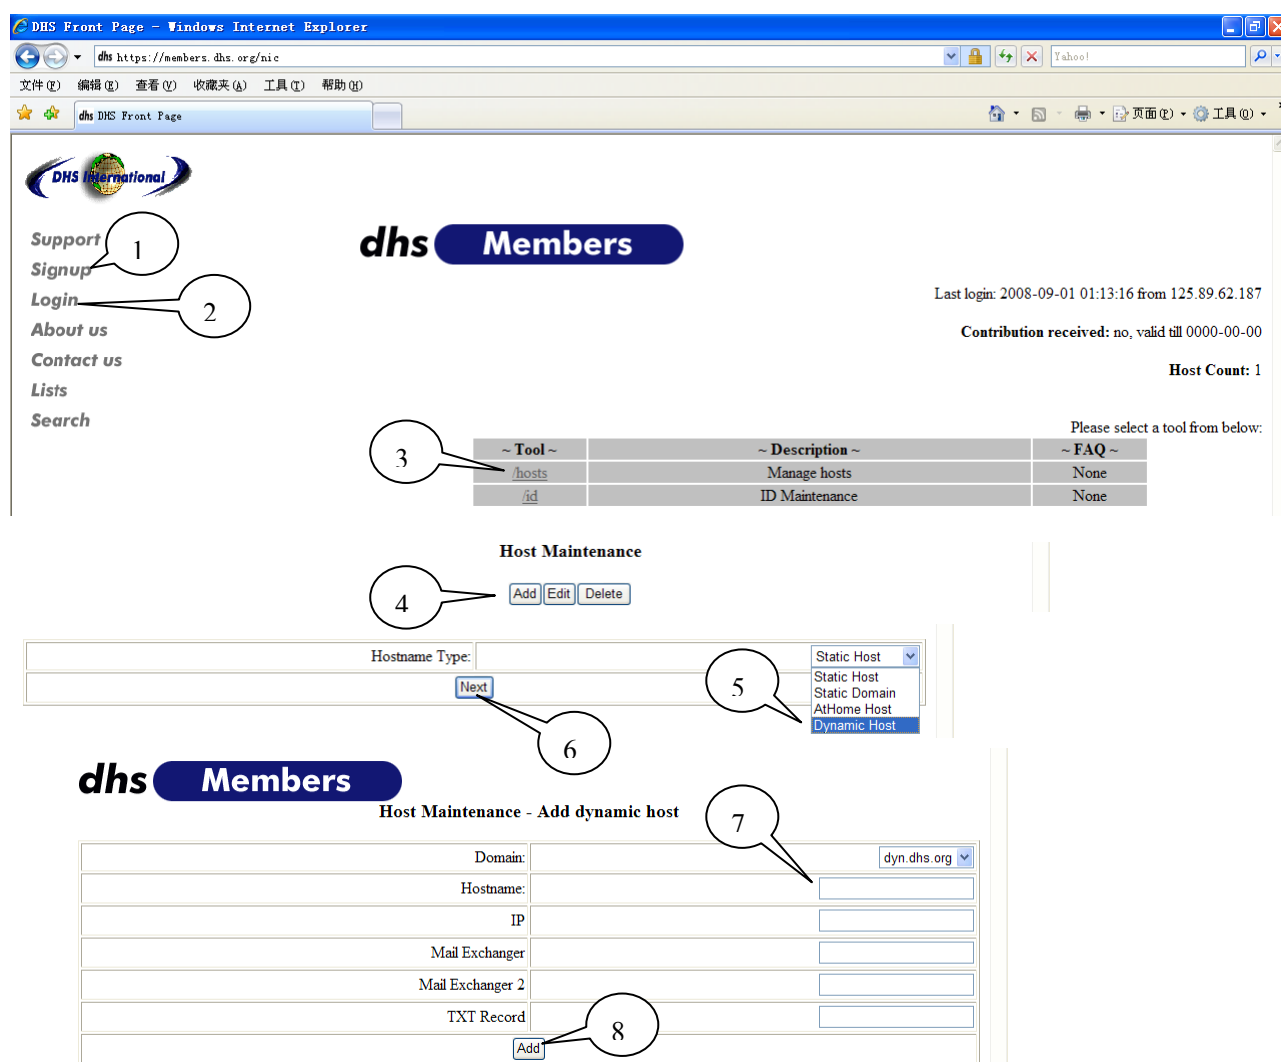 DHS Front Page - Windows Internet Explorer
dhs https://members.dhs.org/nic
Yahoo!
文件(F) 编辑(E) 查看(V) 收藏夹(A) 工具(T) 帮助(H)
dhs DHS Front Page
页面(P) 工具(O)
DHS International
Support
1
Signup
Login
2
About us
Contact us
Lists
Search
dhs Members
Last login: 2008-09-01 01:13:16 from 125.89.62.187
Contribution received: no, valid till 0000-00-00
Host Count: 1
Please select a tool from below:
3
~ Tool ~ ~ Description ~ ~ FAQ ~
/hosts Manage hosts None
/id ID Maintenance None
Host Maintenance
4
Add Edit Delete
Hostname Type: Static Host
Static Host
Static Domain
AtHome Host
Dynamic Host
5
Next
6
dhs Members
Host Maintenance - Add dynamic host
7
Domain: dyn.dhs.org
Hostname:
IP
Mail Exchanger
Mail Exchanger 2
TXT Record
8
Add